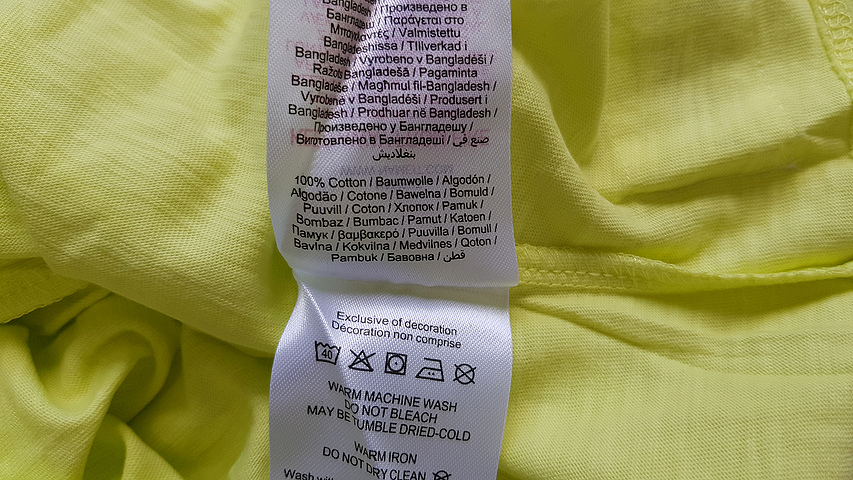 Bangladesh / Произведено в
Бангладеш / Παράγεται στο
Μπαγκλαντές / Valmistettu
Bangladeshissa / Tillverkad i
Bangladesh / Vyrobeno v Bangladéši /
Ražots Bangladešā / Pagaminta
Bangladeše / Magħmul fil-Bangladesh /
Vyrobené v Bangladéši / Produsert i
Bangladesh / Prodhuar në Bangladesh /
Произведено у Бангладешу /
Виготовлено в Бангладеші / صنع في
بنغلاديش
100% Cotton / Baumwolle / Algodón /
Algodão / Cotone / Bawełna / Bomuld /
Puuvill / Coton / Хлопок / Pamuk /
Bombaz / Bumbac / Pamut / Katoen /
Памук / βαμβακερό / Puuvilla / Bomull /
Bavlna / Kokvilna / Medvilnes / Qoton /
Pambuk / Бавовна / قطن
Exclusive of decoration
Décoration non comprise
40
WARM MACHINE WASH
DO NOT BLEACH
MAY BE TUMBLE DRIED-COLD
WARM IRON
DO NOT DRY CLEAN
Wash